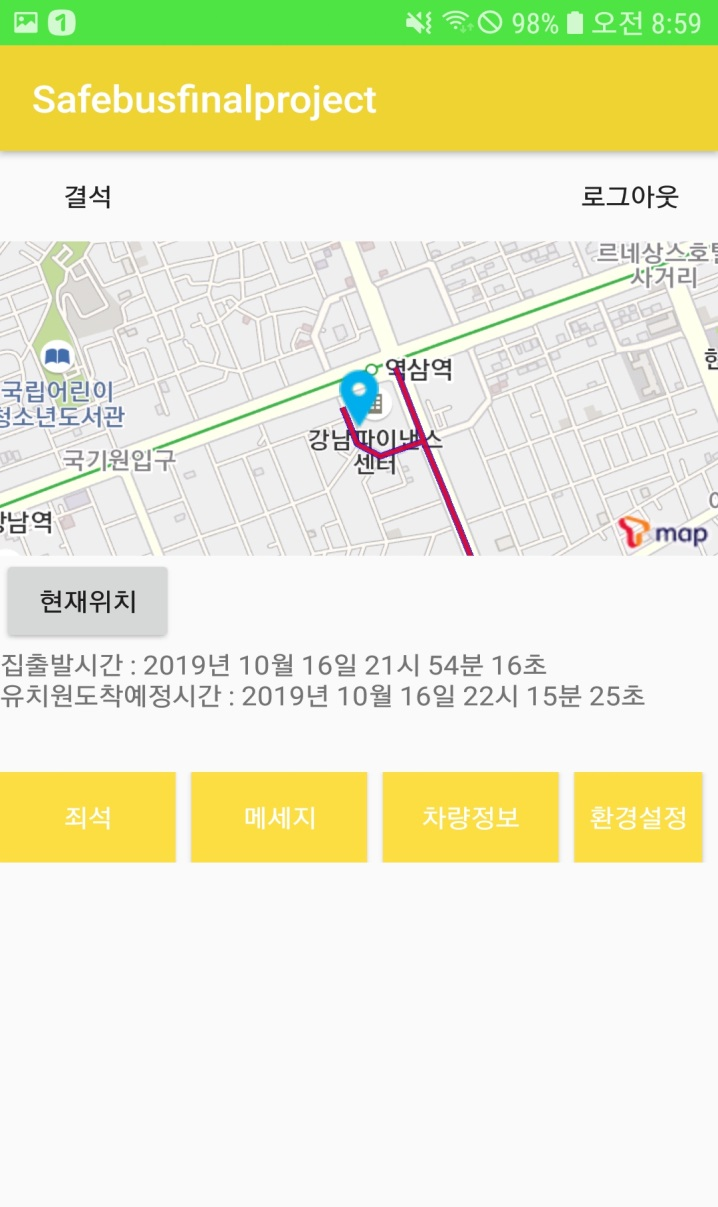 1 98% 오전 8:59
Safebusfinalproject
결석 로그아웃
르네상스호텔
사거리
역삼역
국립어린이
청소년도서관
강남파이낸스
센터
국기원입구
강남역
map
현재위치
집출발시간 : 2019년 10월 16일 21시 54분 16초
유치원도착예정시간 : 2019년 10월 16일 22시 15분 25초
죄석 메세지 차량정보 환경설정